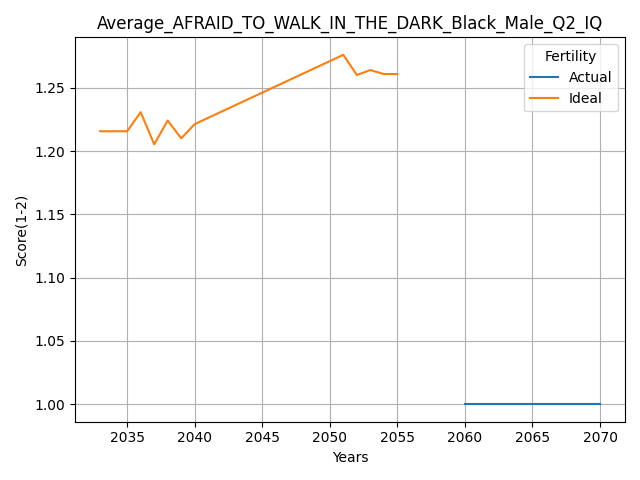 Average_AFRAID_TO_WALK_IN_THE_DARK_Black_Male_Q2_IQ
Fertility
Actual
Ideal
Score(1-2)
1.25
1.20
1.15
1.10
1.05
1.00
2035 2040 2045 2050 2055 2060 2065 2070
Years